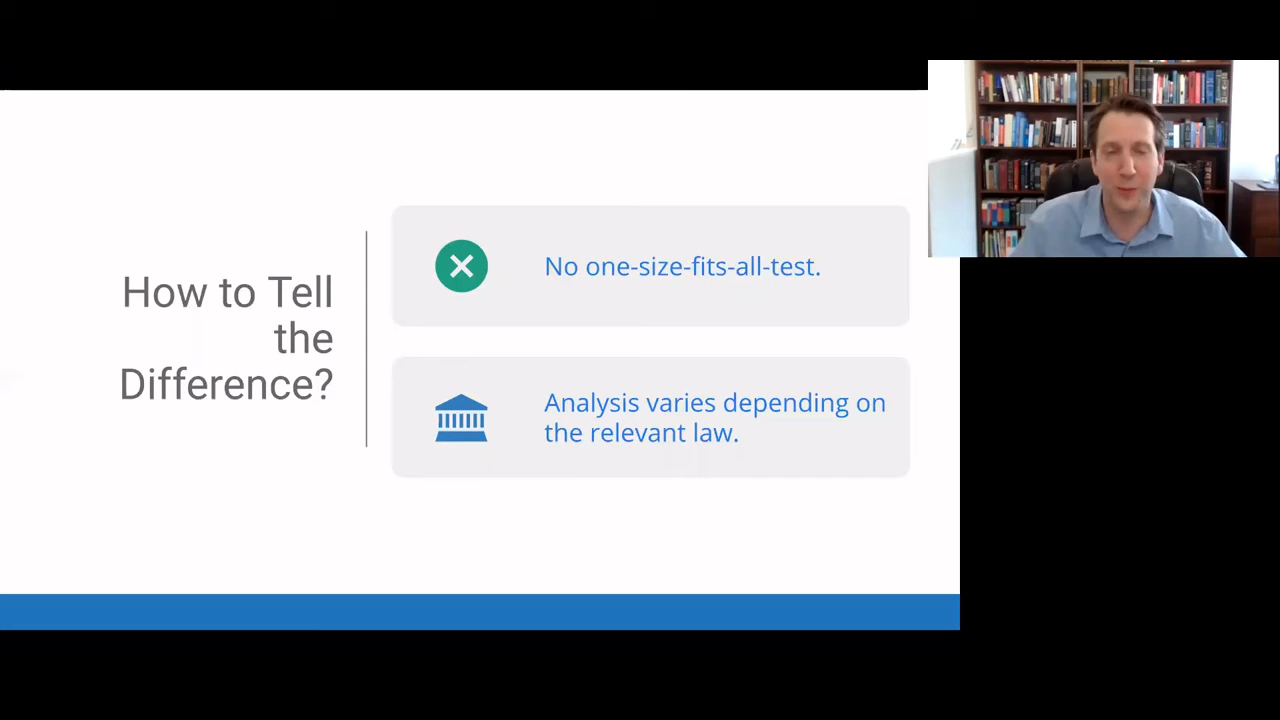 How to Tell
the
Difference?
No one-size-fits-all-test.
Analysis varies depending on
the relevant law.